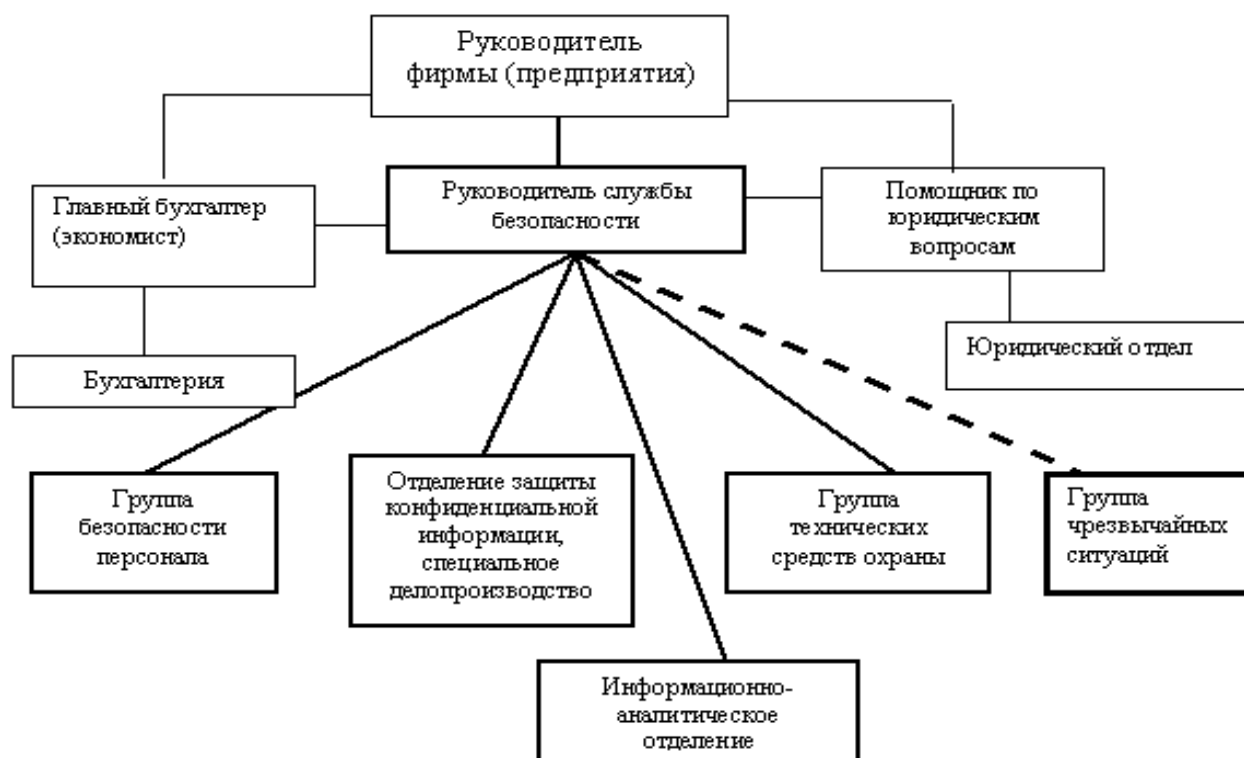 Руководитель
фирмы (предприятия)
Главный бухгалтер
(экономист)
Руководитель службы
безопасности
Помощник по
юридическим
вопросам
Бухгалтерия
Юридический отдел
Группа
безопасности
персонала
Отделение защиты
конфиденциальной
информации,
специальное
делопроизводство
Группа
технических
средств охраны
Группа
чрезвычайных
ситуаций
Информационно-
аналитическое
отделение